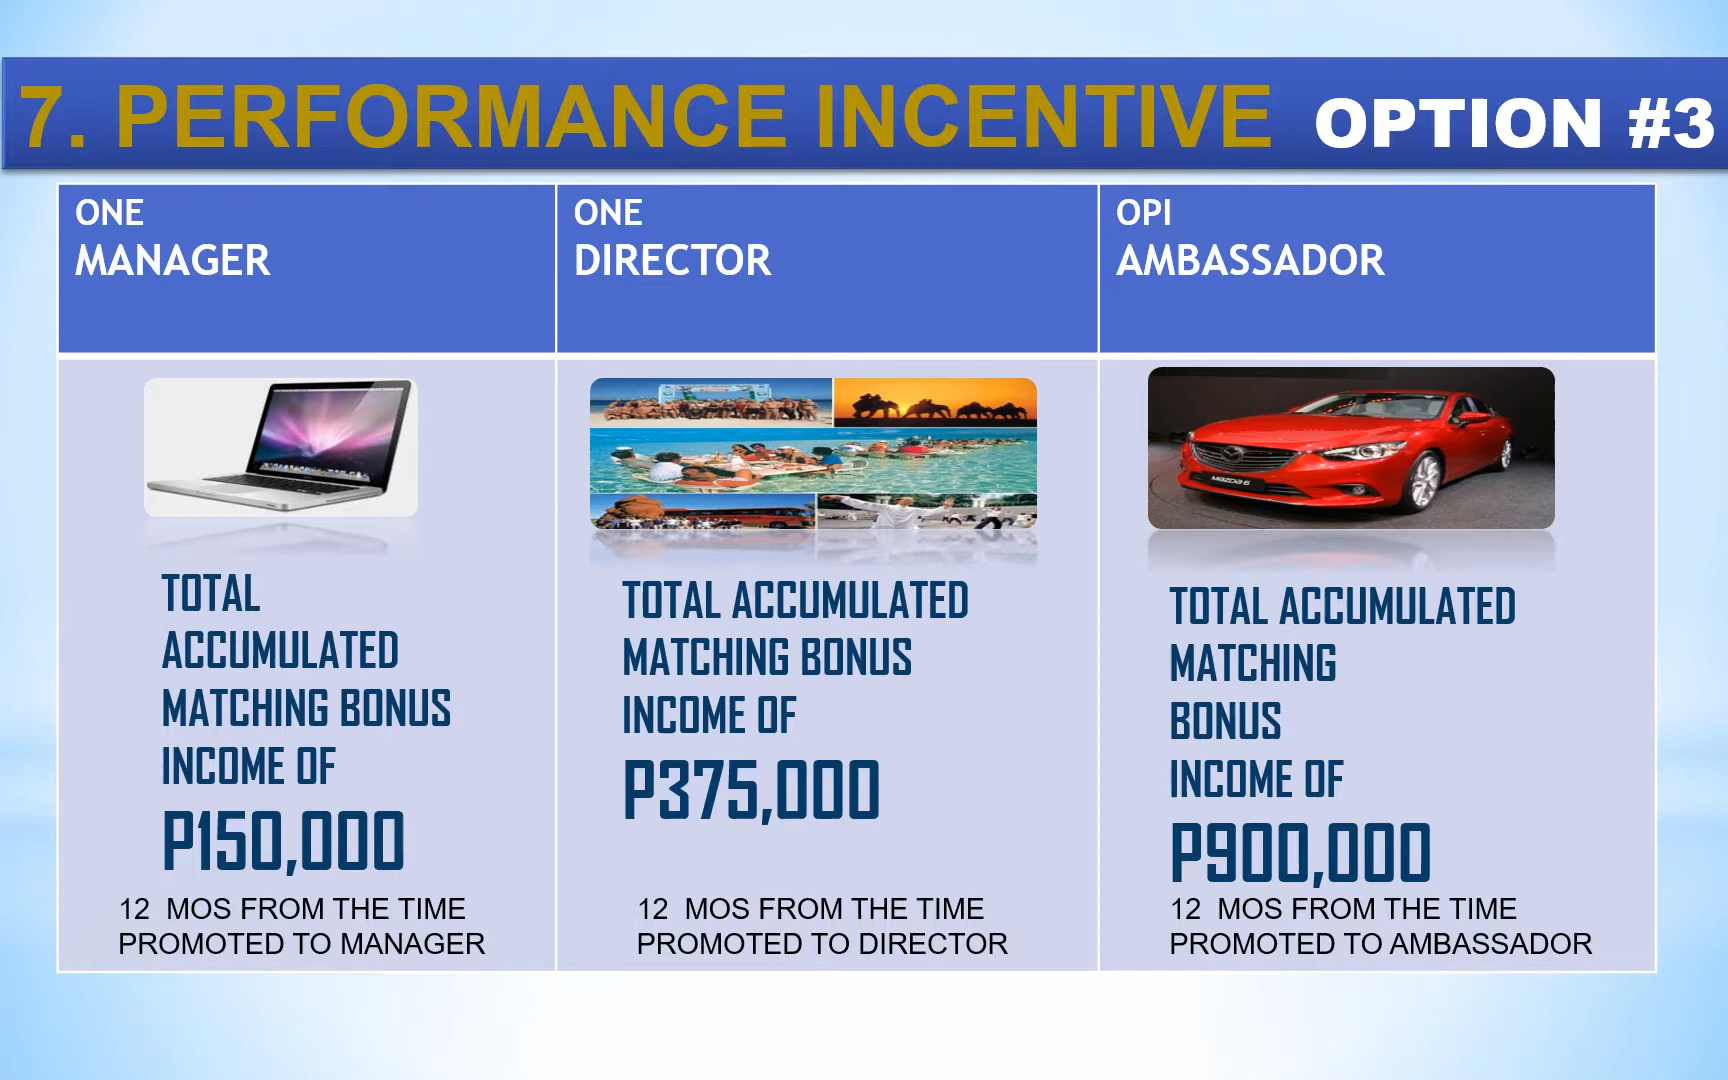 7. PERFORMANCE INCENTIVE OPTION #3
ONE
MANAGER
ONE
DIRECTOR
OPI
AMBASSADOR
MAZDA6
TOTAL
ACCUMULATED
MATCHING BONUS
INCOME OF
P150,000
12 MOS FROM THE TIME
PROMOTED TO MANAGER
TOTAL ACCUMULATED
MATCHING BONUS
INCOME OF
P375,000
12 MOS FROM THE TIME
PROMOTED TO DIRECTOR
TOTAL ACCUMULATED
MATCHING
BONUS
INCOME OF
P900,000
12 MOS FROM THE TIME
PROMOTED TO AMBASSADOR